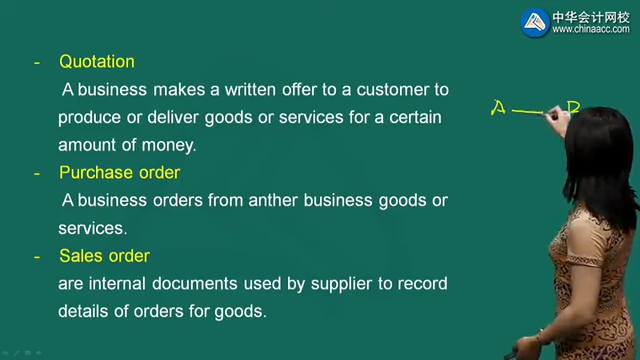 中华会计网校
www.chinaacc.com
- Quotation
A business makes a written offer to a customer to
produce or deliver goods or services for a certain
amount of money.
- Purchase order
A business orders from anther business goods or
services.
- Sales order
are internal documents used by supplier to record
details of orders for goods.
A — B